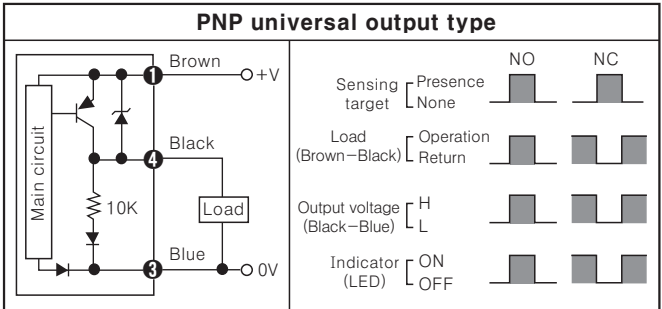 PNP universal output type
Brown
1
+V
Main circuit
Black
4
10K
Load
Blue
3
0V
NO NC
Sensing target Presence
None
Load (Brown−Black) Operation
Return
Output voltage (Black−Blue) H
L
Indicator (LED) ON
OFF